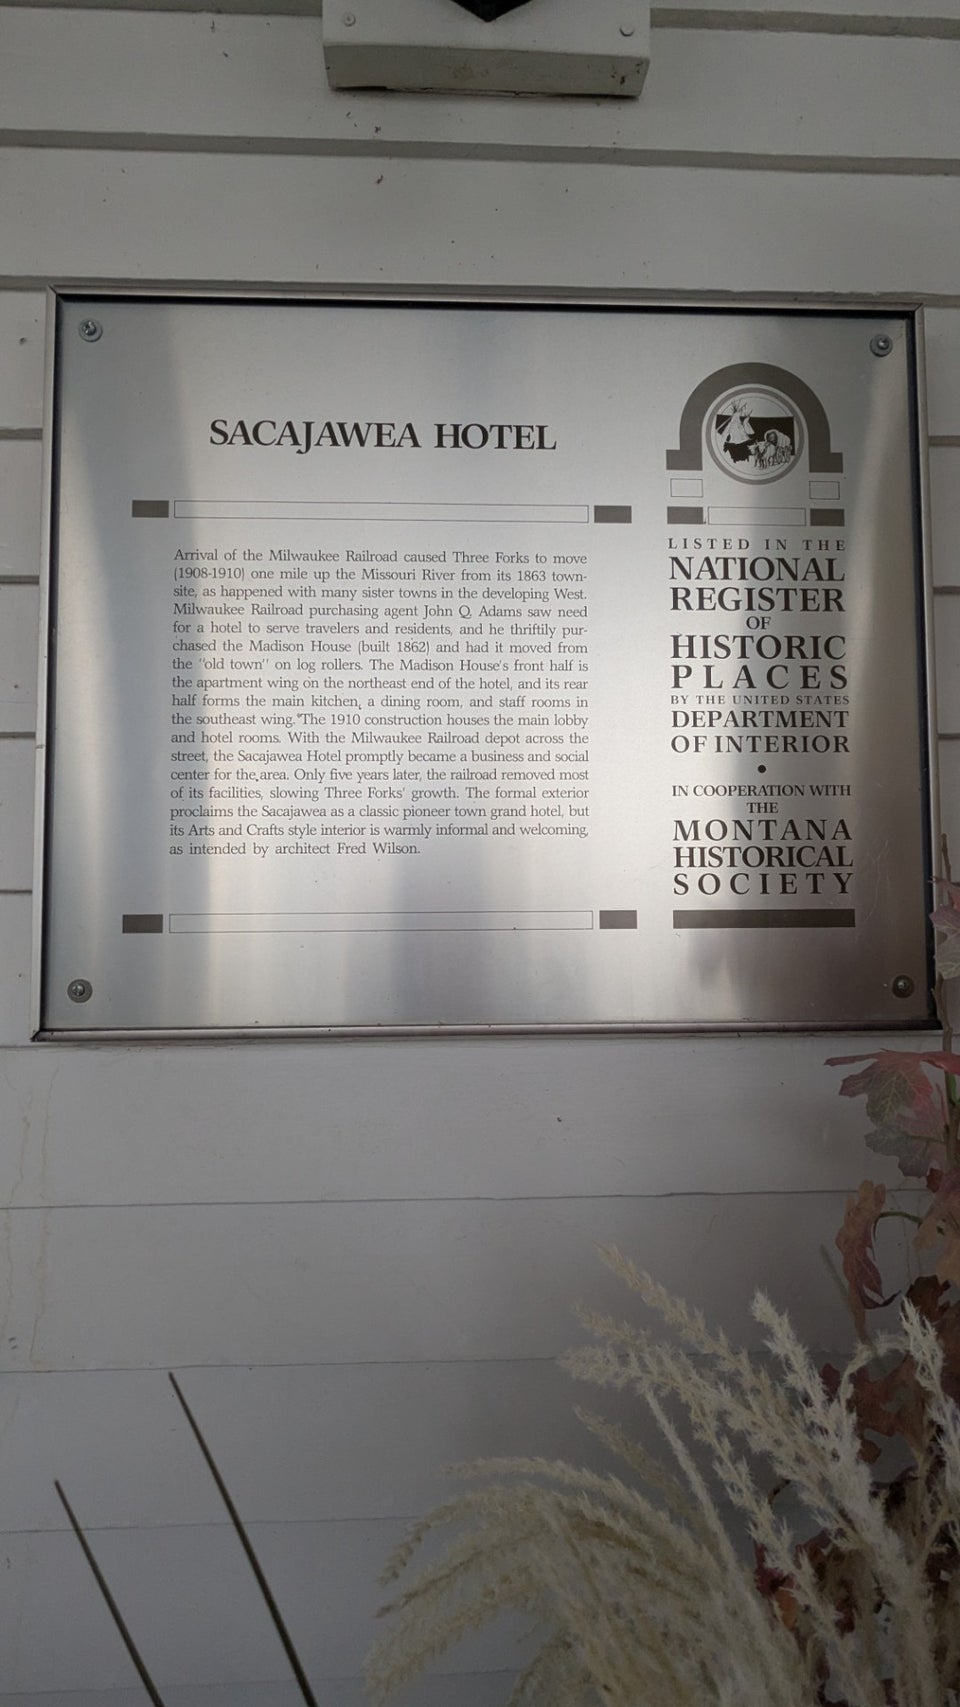 SACAJAWEA HOTEL
Arrival of the Milwaukee Railroad caused Three Forks to move
(1908-1910) one mile up the Missouri River from its 1863 town-
site, as happened with many sister towns in the developing West.
Milwaukee Railroad purchasing agent John Q. Adams saw need
for a hotel to serve travelers and residents, and he thriftily pur-
chased the Madison House (built 1862) and had it moved from
the "old town" on log rollers. The Madison House's front half is
the apartment wing on the northeast end of the hotel, and its rear
half forms the main kitchen, a dining room, and staff rooms in
the southeast wing. The 1910 construction houses the main lobby
and hotel rooms. With the Milwaukee Railroad depot across the
street, the Sacajawea Hotel promptly became a business and social
center for the area. Only five years later, the railroad removed most
of its facilities, slowing Three Forks' growth. The formal exterior
proclaims the Sacajawea as a classic pioneer town grand hotel, but
its Arts and Crafts style interior is warmly informal and welcoming,
as intended by architect Fred Wilson.
LISTED IN THE
NATIONAL
REGISTER
OF
HISTORIC
PLACES
BY THE UNITED STATES
DEPARTMENT
OF INTERIOR
•
IN COOPERATION WITH
THE
MONTANA
HISTORICAL
SOCIETY